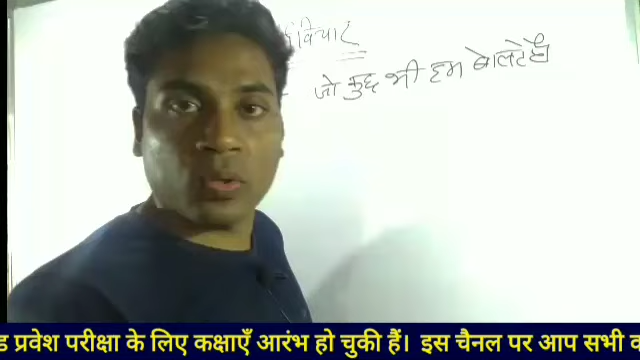 विचार
जो कुछ भी हम बोलते हैं
प्रवेश परीक्षा के लिए कक्षाएँ आरंभ हो चुकी हैं। इस चैनल पर आप सभी